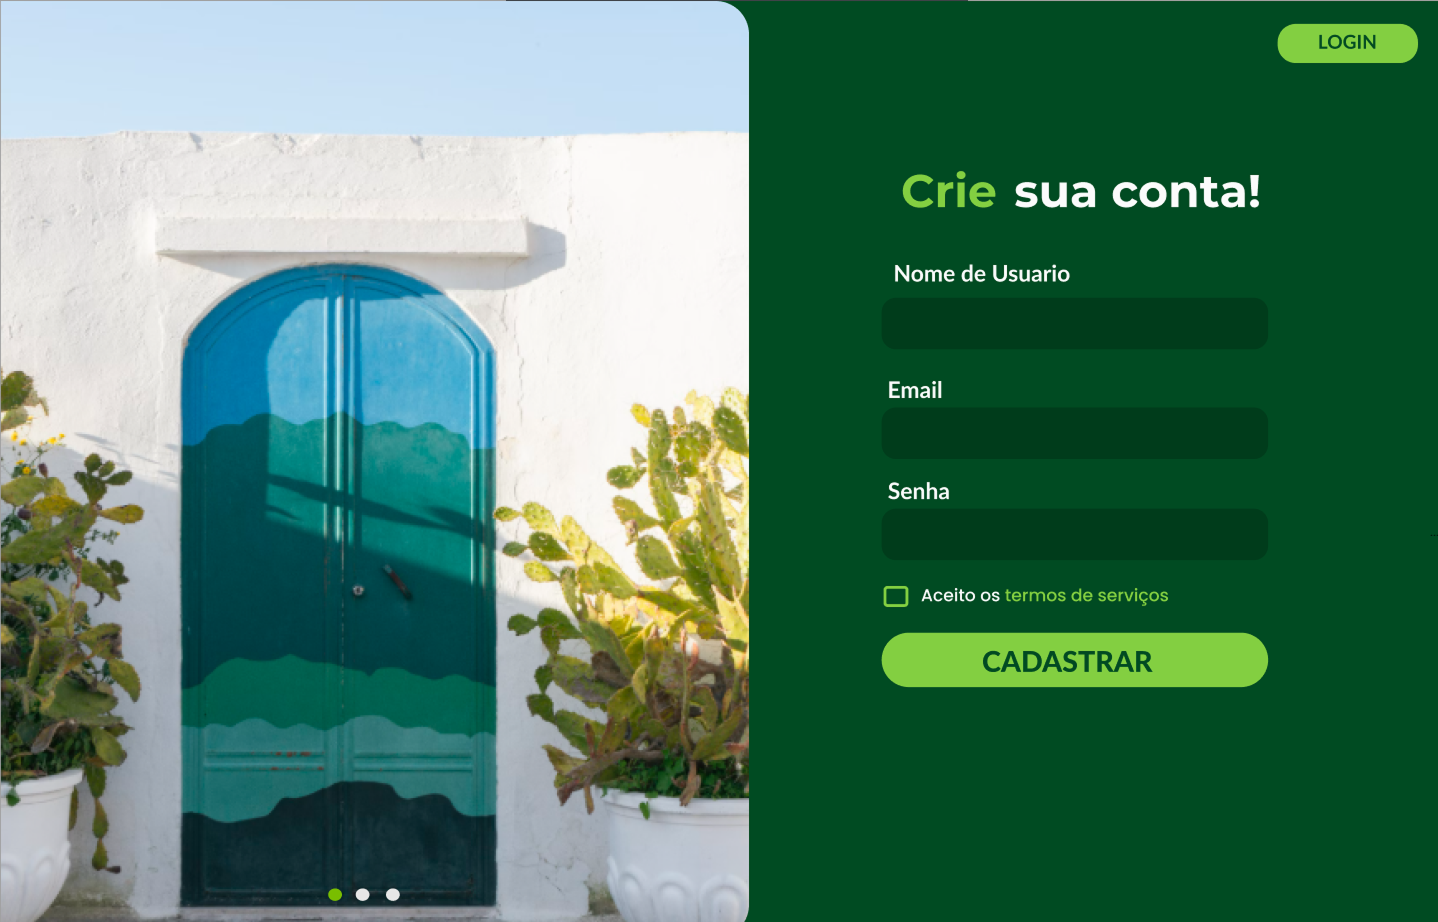 LOGIN
Crie sua conta!
Nome de Usuario
Email
Senha
Aceito os termos de serviços
CADASTRAR